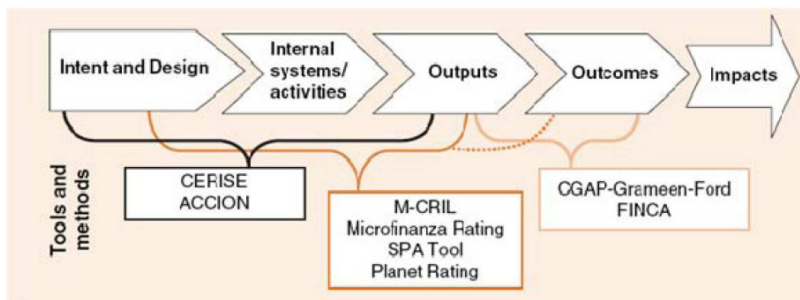 Intent and Design
Internal
systems/
activities
Outputs
Outcomes
Impacts
Tools and
methods
CERISE
ACCION
M-CRIL
Microfinanza Rating
SPA Tool
Planet Rating
CGAP-Grameen-Ford
FINCA